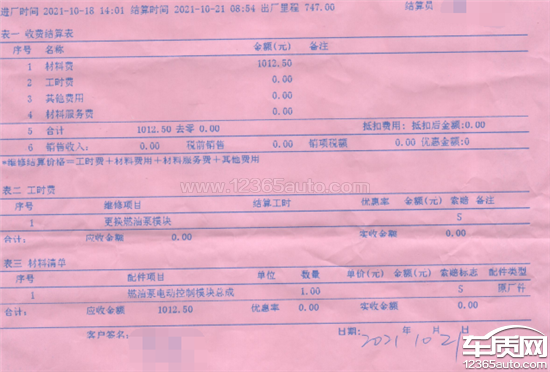 进厂时间 2021-10-18 14:01 结算时间 2021-10-21 08:54 出厂里程 747.00 结算员
表一 收费结算表
序号 名称 金额(元) 备注
1 材料费 1012.50
2 工时费 0.00
3 其他费用 0.00
4 材料服务费 0.00
5 合计 1012.50 去零 0.00 抵扣费用: 抵扣后金额:0.00
6 销售收入: 0.00 税前销售 0.00 销项税额 0.00 优惠金额:0
*维修结算价格=工时费+材料费用+材料服务费+其他费用
www.12365auto.com
表二 工时费
序号 维修项目 结算工时 优惠率 金额(元) 索赔 备注
1 更换燃油泵模块 S
合计: 应收金额 0.00 实收金额 0.00
表三 材料清单
序号 配件项目 单位 数量 单价(元) 金额(元) 索赔标志 配件类型
1 燃油泵电动控制模块总成 1.00 S 原厂件
合计: 应收金额 1012.50 优惠率 0.00 实收金额 0.00
客户签名: 日期: 年 月 日
2021 10 21
车质网
12365auto.com